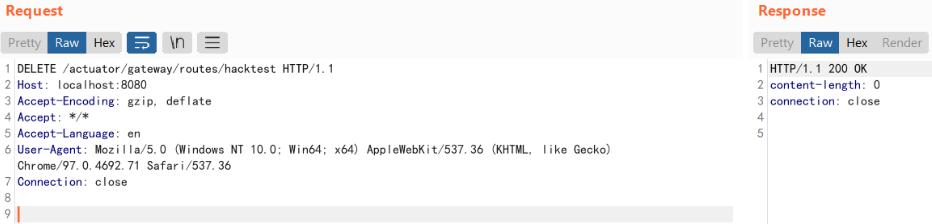 Request
Pretty Raw Hex \n
1 DELETE /actuator/gateway/routes/hacktest HTTP/1.1
2 Host: localhost:8080
3 Accept-Encoding: gzip, deflate
4 Accept: */*
5 Accept-Language: en
6 User-Agent: Mozilla/5.0 (Windows NT 10.0; Win64; x64) AppleWebKit/537.36 (KHTML, like Gecko)
Chrome/97.0.4692.71 Safari/537.36
7 Connection: close
8
9
Response
Pretty Raw Hex Render
1 HTTP/1.1 200 OK
2 content-length: 0
3 connection: close
4
5